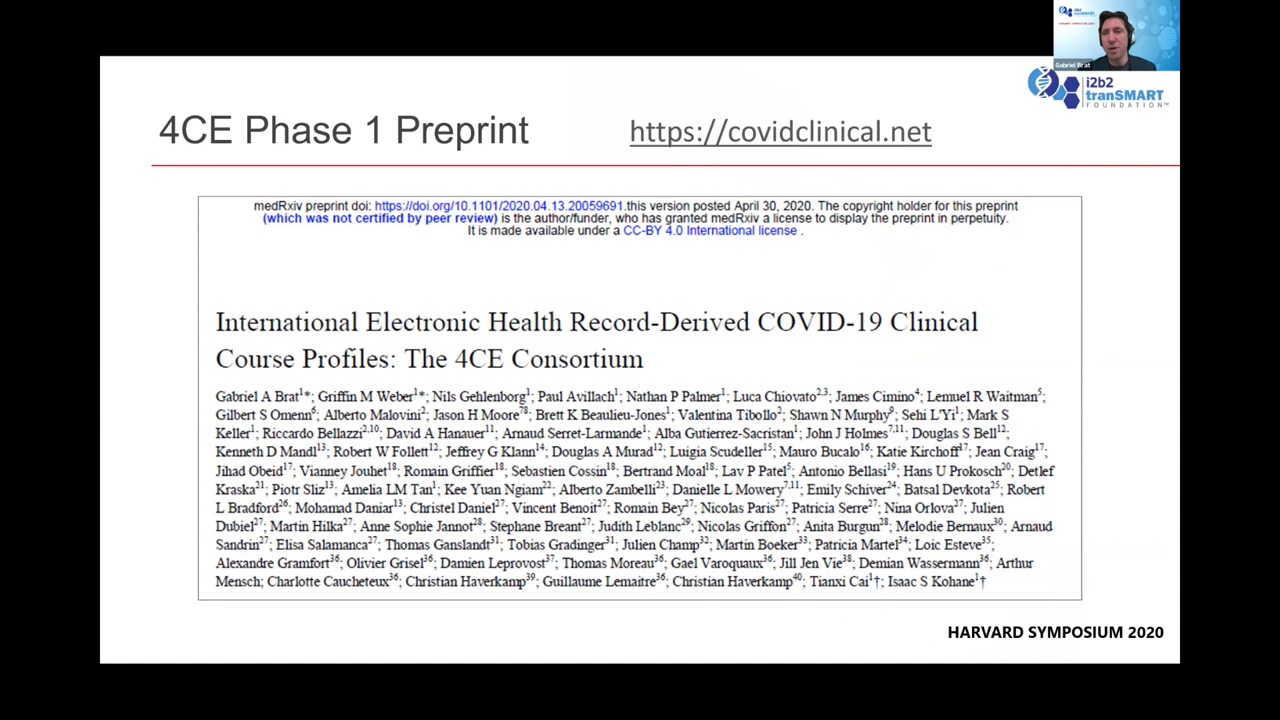 Gabriel Brat
i2b2
tranSMART
FOUNDATION™
4CE Phase 1 Preprint
https://covidclinical.net
medRxiv preprint doi: https://doi.org/10.1101/2020.04.13.20059691.this version posted April 30, 2020. The copyright holder for this preprint
(which was not certified by peer review) is the author/funder, who has granted medRxiv a license to display the preprint in perpetuity.
It is made available under a CC-BY 4.0 International license .
International Electronic Health Record-Derived COVID-19 Clinical
Course Profiles: The 4CE Consortium
Gabriel A Brat1*; Griffin M Weber1*; Nils Gehlenborg1; Paul Avillach1; Nathan P Palmer1; Luca Chiovato2,3; James Cimino4; Lemuel R Waitman5;
Gilbert S Omenn6; Alberto Malovini2; Jason H Moore78; Brett K Beaulieu-Jones1; Valentina Tibollo2; Shawn N Murphy9; Sehi L'Yi1; Mark S
Keller1; Riccardo Bellazzi2,10; David A Hanauer11; Arnaud Serret-Larmande1; Alba Gutierrez-Sacristan1; John J Holmes7,11; Douglas S Bell12;
Kenneth D Mandl13; Robert W Follett12; Jeffrey G Klann14; Douglas A Murad12; Luigia Scudeller15; Mauro Bucalo16; Katie Kirchoff17; Jean Craig17;
Jihad Obeid17; Vianney Jouhet18; Romain Griffier18; Sebastien Cossin18; Bertrand Moal18; Lav P Patel5; Antonio Bellasi19; Hans U Prokosch20; Detlef
Kraska21; Piotr Sliz13; Amelia LM Tan1; Kee Yuan Ngiam22; Alberto Zambelli23; Danielle L Mowery7,11; Emily Schiver24; Batsal Devkota25; Robert
L Bradford26; Mohamad Daniar13; Christel Daniel27; Vincent Benoit27; Romain Bey27; Nicolas Paris27; Patricia Serre27; Nina Orlova27; Julien
Dubiel27; Martin Hilka27; Anne Sophie Jannot28; Stephane Breant27; Judith Leblanc29; Nicolas Griffon27; Anita Burgun28; Melodie Bernaux30; Arnaud
Sandrin27; Elisa Salamanca27; Thomas Ganslandt31; Tobias Gradinger31; Julien Champ32; Martin Boeker33; Patricia Martel34; Loic Esteve35;
Alexandre Gramfort36; Olivier Grisel36; Damien Leprovost37; Thomas Moreau36; Gael Varoquaux36; Jill Jen Vie38; Demian Wassermann36; Arthur
Mensch; Charlotte Caucheteux36; Christian Haverkamp39; Guillaume Lemaitre36; Christian Haverkamp40; Tianxi Cai1†; Isaac S Kohane1†
HARVARD SYMPOSIUM 2020